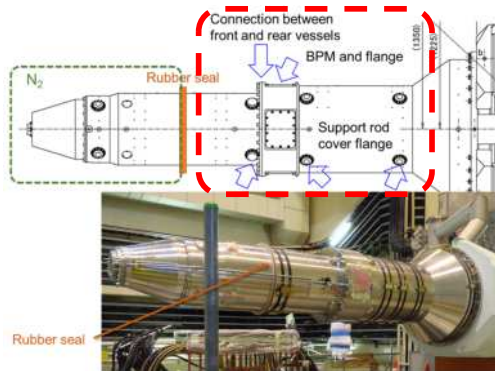 Connection between
front and rear vessels
(1350)
(1225)
BPM and flange
N₂
Rubber seal
Support rod
cover flange
Rubber seal